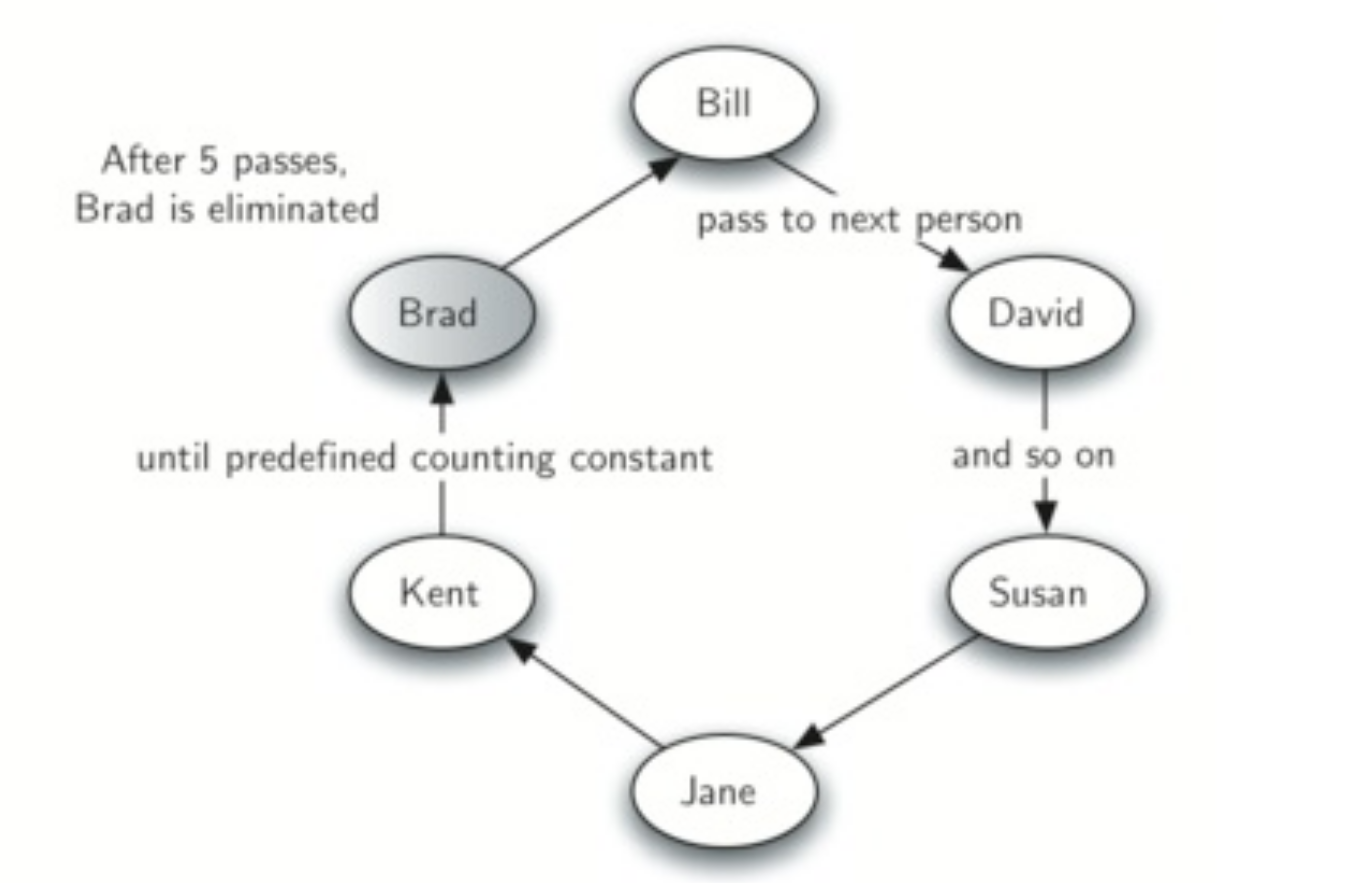 Bill
After 5 passes,
Brad is eliminated
pass to next person
Brad
David
until predefined counting constant
and so on
Kent
Susan
Jane